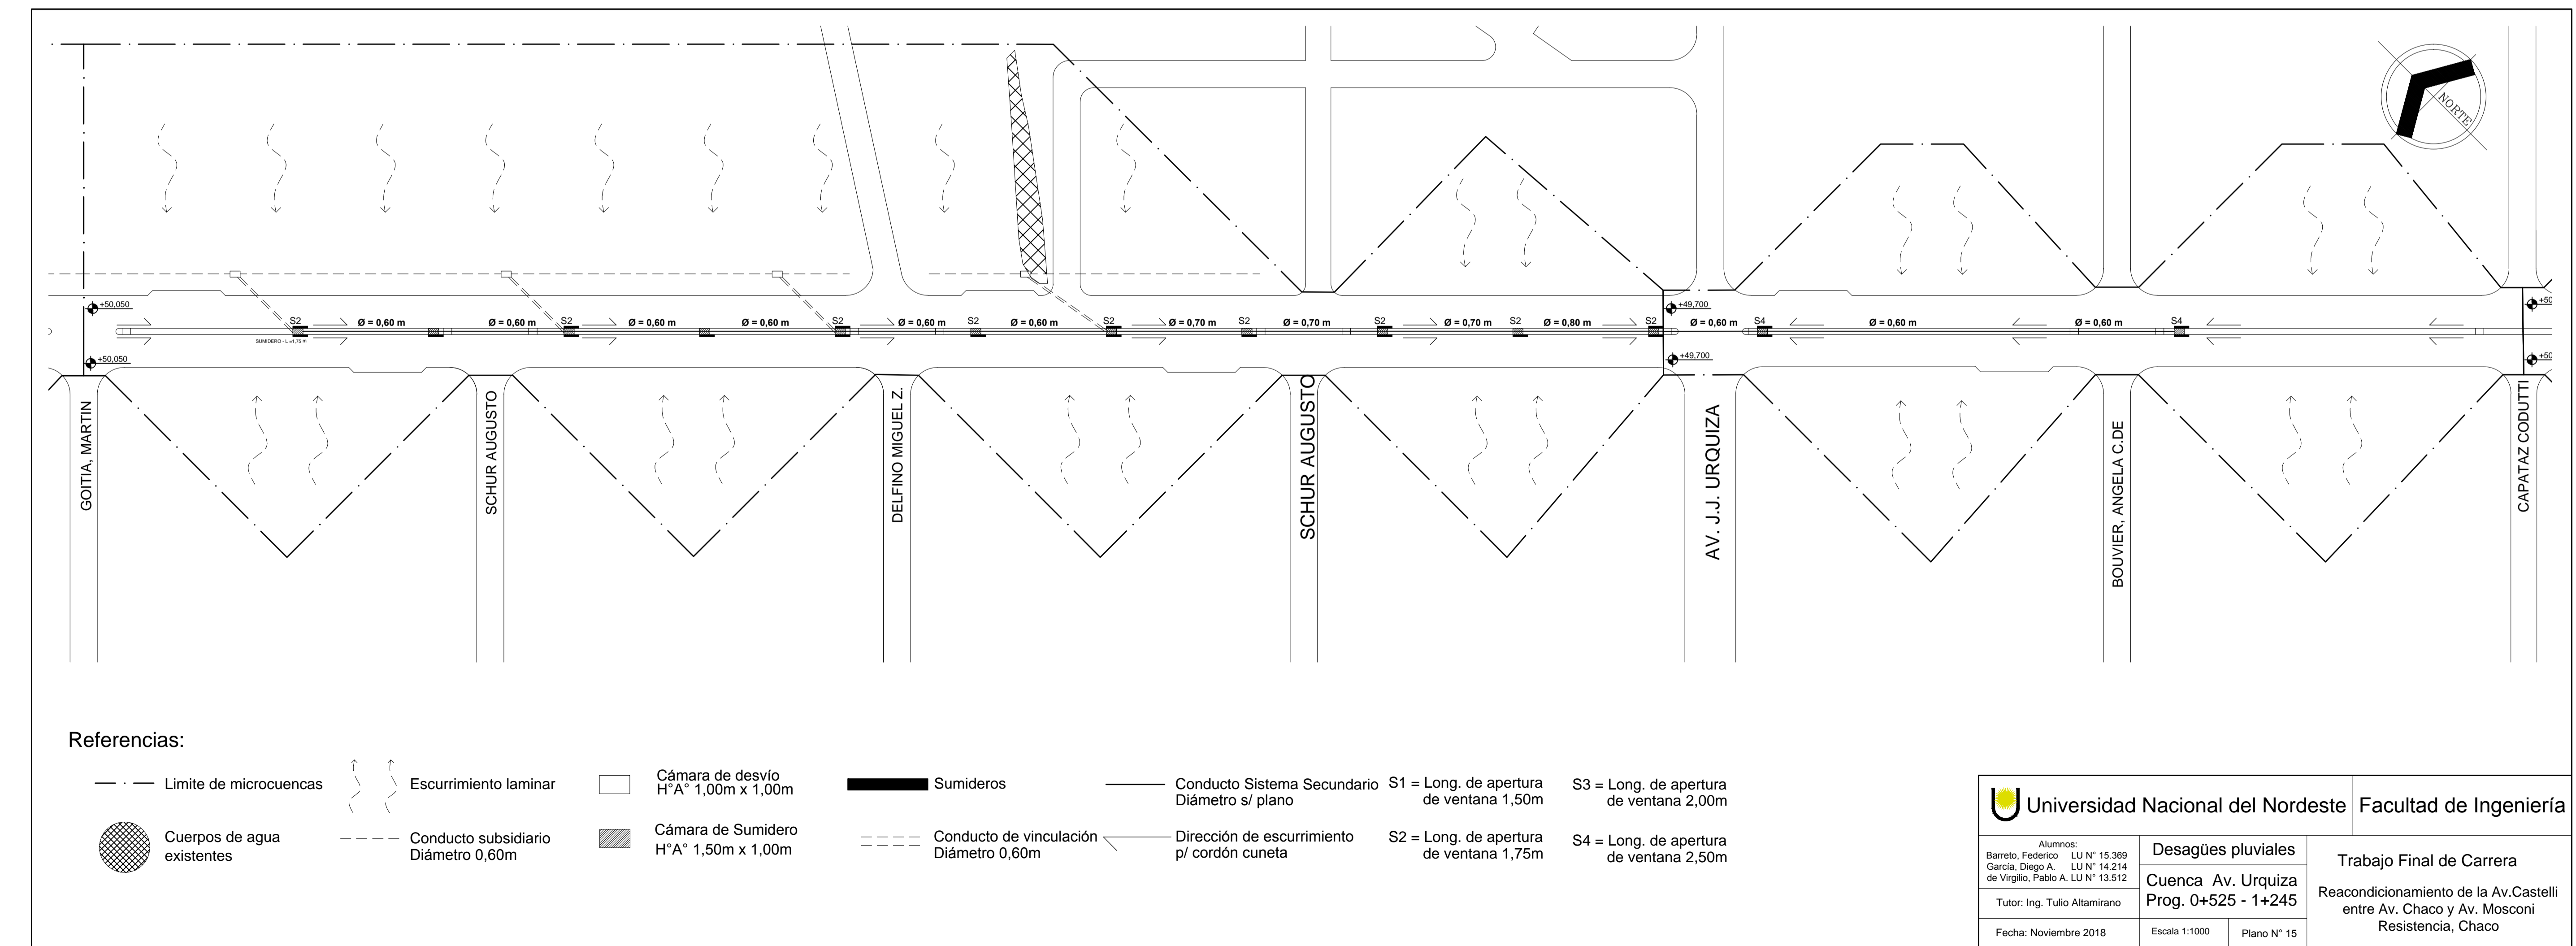 NORTE
+50,050
+49,700
+50
S2
Ø = 0,60 m
Ø = 0,60 m
S2
Ø = 0,60 m
Ø = 0,60 m
S2
Ø = 0,60 m
S2
Ø = 0,60 m
S2
Ø = 0,70 m
S2
Ø = 0,70 m
S2
Ø = 0,70 m
S2
Ø = 0,80 m
S2
Ø = 0,60 m
S4
Ø = 0,60 m
Ø = 0,60 m
S4
SUMIDERO - L =1,75 m
+50,050
+49,700
+50
GOITIA, MARTIN
SCHUR AUGUSTO
DELFINO MIGUEL Z.
SCHUR AUGUSTO
AV. J.J. URQUIZA
BOUVIER, ANGELA C.DE
CAPATAZ CODUTTI
Referencias:
Limite de microcuencas
Escurrimiento laminar
Cámara de desvío
H°A° 1,00m x 1,00m
Sumideros
Conducto Sistema Secundario
Diámetro s/ plano
S1 = Long. de apertura
de ventana 1,50m
S3 = Long. de apertura
de ventana 2,00m
Cuerpos de agua
existentes
Conducto subsidiario
Diámetro 0,60m
Cámara de Sumidero
H°A° 1,50m x 1,00m
Conducto de vinculación
Diámetro 0,60m
Dirección de escurrimiento
p/ cordón cuneta
S2 = Long. de apertura
de ventana 1,75m
S4 = Long. de apertura
de ventana 2,50m
Universidad Nacional del Nordeste
Facultad de Ingeniería
Alumnos:
Barreto, Federico LU N° 15.369
García, Diego A. LU N° 14.214
de Virgilio, Pablo A. LU N° 13.512
Tutor: Ing. Tulio Altamirano
Fecha: Noviembre 2018
Desagües pluviales
Cuenca Av. Urquiza
Prog. 0+525 - 1+245
Escala 1:1000
Plano N° 15
Trabajo Final de Carrera
Reacondicionamiento de la Av.Castelli
entre Av. Chaco y Av. Mosconi
Resistencia, Chaco